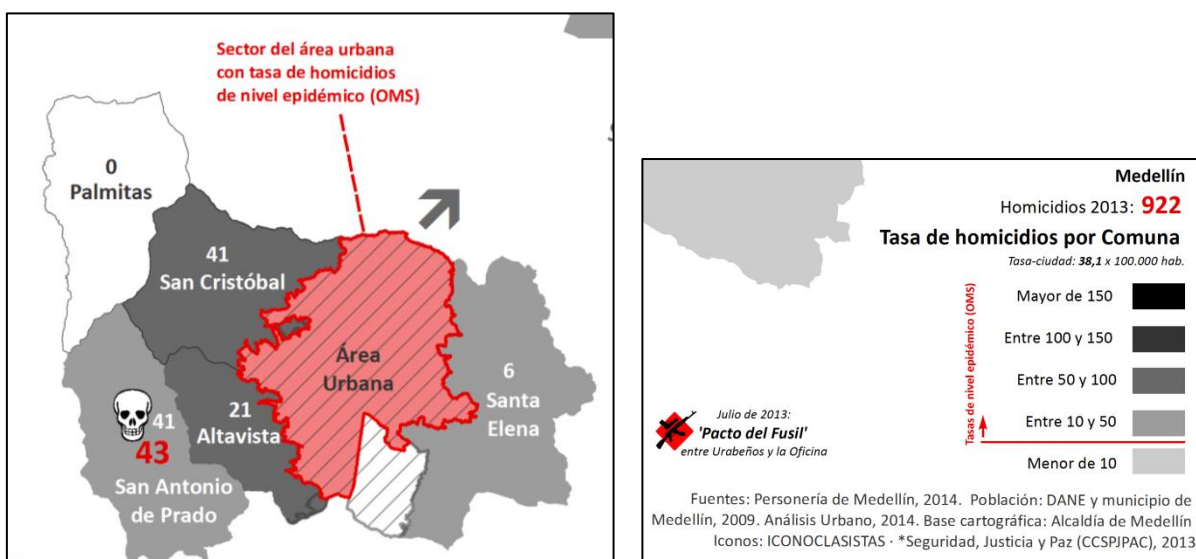 Sector del área urbana
con tasa de homicidios
de nivel epidémico (OMS)
0
Palmitas
41
San Cristóbal
Área
Urbana
6
Santa
Elena
21
Altavista
41
43
San Antonio
de Prado
Medellín
Homicidios 2013: 922
Tasa de homicidios por Comuna
Tasa-ciudad: 38,1 x 100.000 hab.
Tasas de nivel epidémico (OMS)
Mayor de 150
Entre 100 y 150
Entre 50 y 100
Entre 10 y 50
Menor de 10
Julio de 2013:
'Pacto del Fusil'
entre Urabeños y la Oficina
Fuentes: Personería de Medellín, 2014. Población: DANE y municipio de
Medellín, 2009. Análisis Urbano, 2014. Base cartográfica: Alcaldía de Medellín
Iconos: ICONOCLASISTAS · *Seguridad, Justicia y Paz (CCSPJPAC), 2013